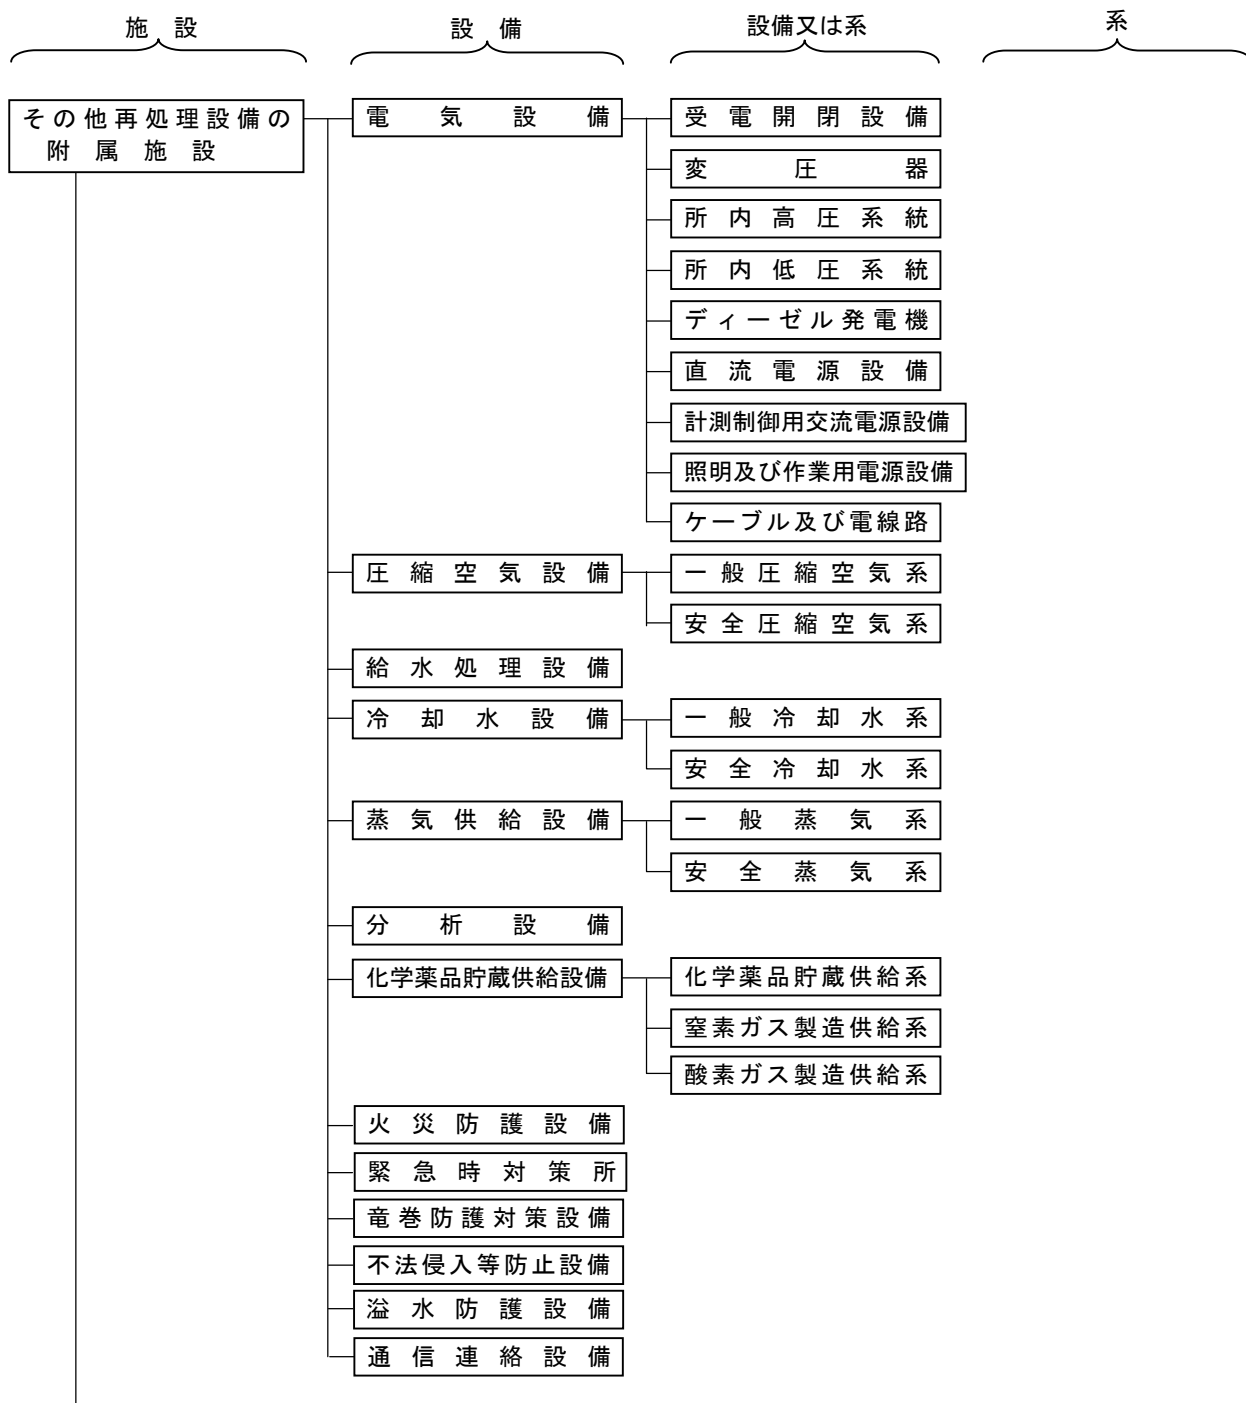 施設
設備
設備又は系
系
その他再処理設備の
附属施設
電気設備
受電開閉設備
変圧器
所内高圧系統
所内低圧系統
ディーゼル発電機
直流電源設備
計測制御用交流電源設備
照明及び作業用電源設備
ケーブル及び電線路
圧縮空気設備
一般圧縮空気系
安全圧縮空気系
給水処理設備
冷却水設備
一般冷却水系
安全冷却水系
蒸気供給設備
一般蒸気系
安全蒸気系
分析設備
化学薬品貯蔵供給設備
化学薬品貯蔵供給系
窒素ガス製造供給系
酸素ガス製造供給系
火災防護設備
緊急時対策所
竜巻防護対策設備
不法侵入等防止設備
溢水防護設備
通信連絡設備